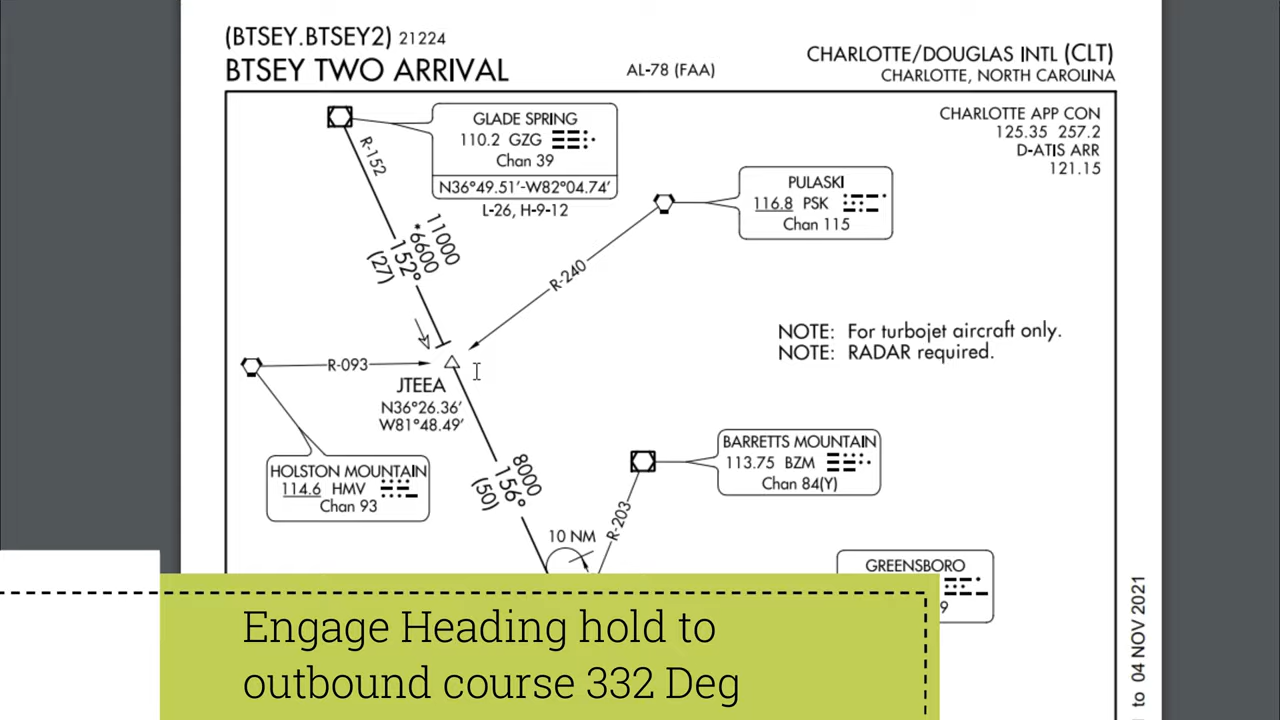 (BTSEY.BTSEY2) 21224
BTSEY TWO ARRIVAL
AL-78 (FAA)
CHARLOTTE/DOUGLAS INTL (CLT)
CHARLOTTE, NORTH CAROLINA
CHARLOTTE APP CON
125.35 257.2
D-ATIS ARR
121.15
GLADE SPRING
110.2 GZG
Chan 39
N36°49.51'-W82°04.74'
L-26, H-9-12
R-152
PULASKI
116.8 PSK
Chan 115
11000
*6600
152°
(27)
R-240
NOTE: For turbojet aircraft only.
NOTE: RADAR required.
R-093
JTEEA
N36°26.36'
W81°48.49'
HOLSTON MOUNTAIN
114.6 HMV
Chan 93
8000
156°
(50)
BARRETTS MOUNTAIN
113.75 BZM
Chan 84(Y)
R-203
10 NM
GREENSBORO
9
to 04 NOV 2021
Engage Heading hold to
outbound course 332 Deg